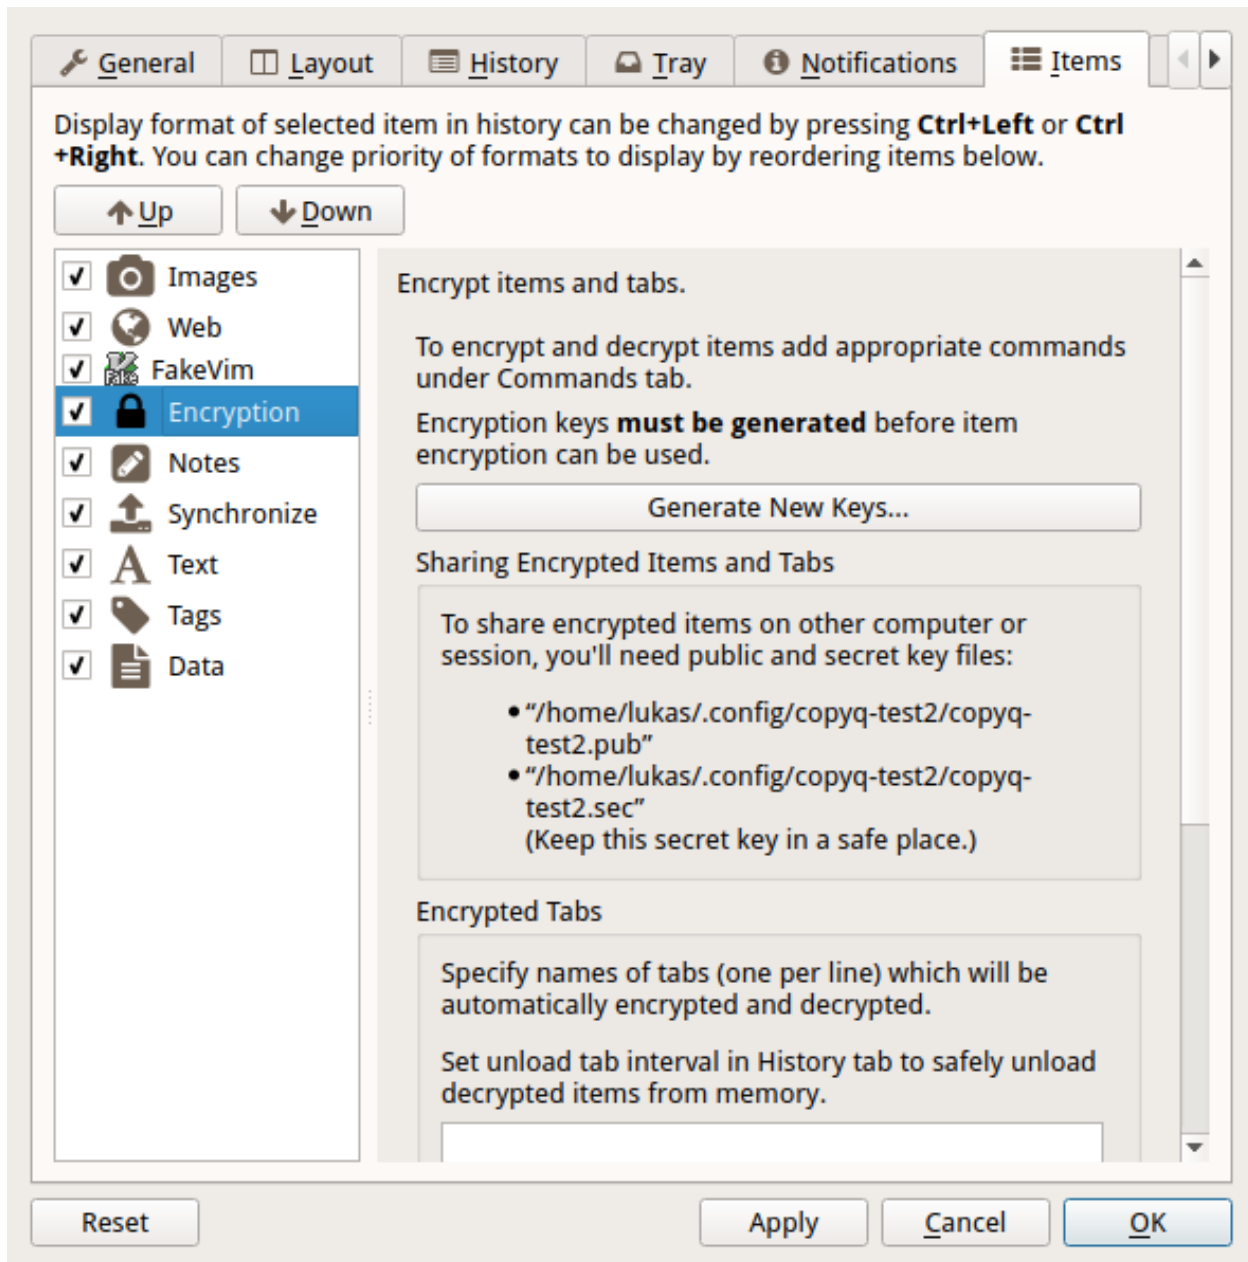 General
Layout
History
Tray
Notifications
Items
Display format of selected item in history can be changed by pressing Ctrl+Left or Ctrl
+Right. You can change priority of formats to display by reordering items below.
Up
Down
Images
Web
FakeVim
Encryption
Notes
Synchronize
Text
Tags
Data
Encrypt items and tabs.
To encrypt and decrypt items add appropriate commands
under Commands tab.
Encryption keys must be generated before item
encryption can be used.
Generate New Keys...
Sharing Encrypted Items and Tabs
To share encrypted items on other computer or
session, you'll need public and secret key files:
• “/home/lukas/.config/copyq-test2/copyq-
test2.pub”
• “/home/lukas/.config/copyq-test2/copyq-
test2.sec”
(Keep this secret key in a safe place.)
Encrypted Tabs
Specify names of tabs (one per line) which will be
automatically encrypted and decrypted.
Set unload tab interval in History tab to safely unload
decrypted items from memory.
Reset
Apply
Cancel
OK